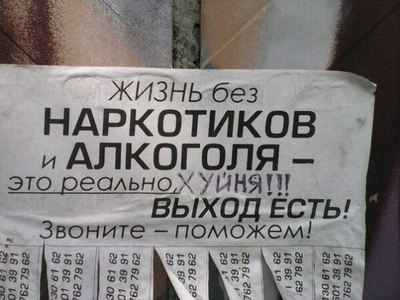 ЖИЗНЬ без
НАРКОТИКОВ
и АЛКОГОЛЯ –
это реально, ХУЙНЯ!!!
ВЫХОД ЕСТЬ!
Звоните – поможем!